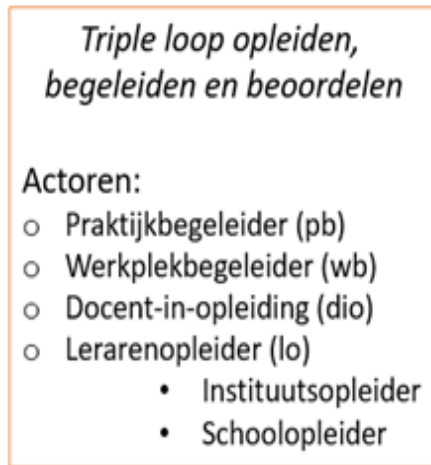 Triple loop opleiden,
begeleiden en beoordelen
Actoren:
○ Praktijkbegeleider (pb)
○ Werkplekbegeleider (wb)
○ Docent-in-opleiding (dio)
○ Lerarenopleider (lo)
• Instituutsopleider
• Schoolopleider